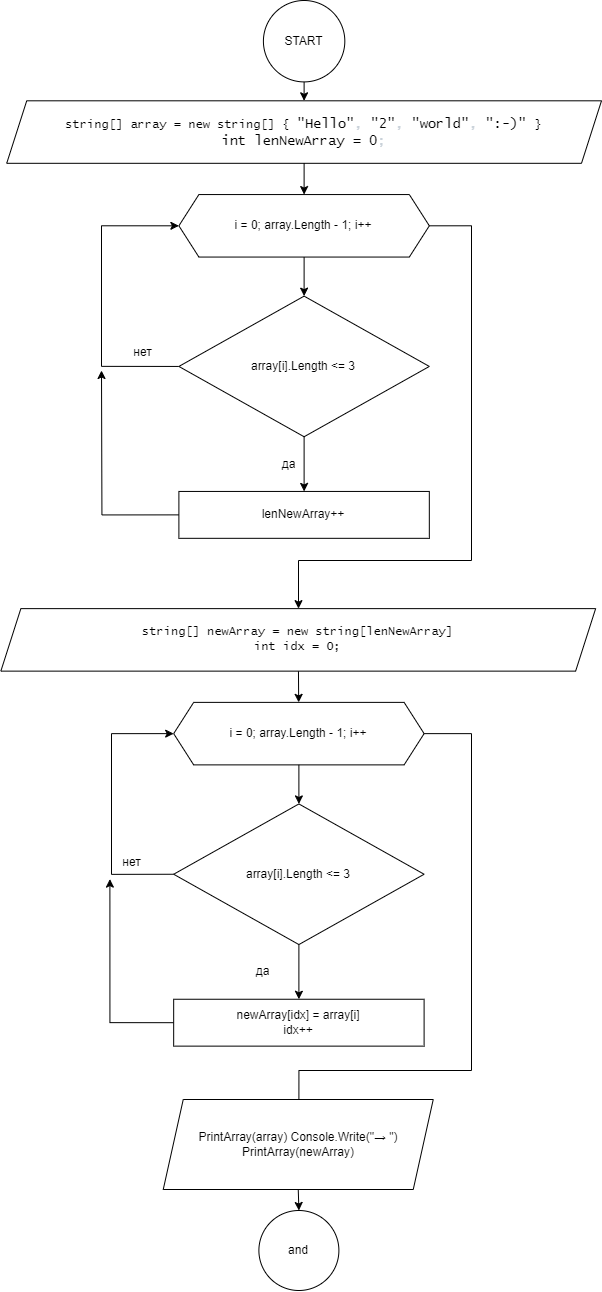 START
string[] array = new string[] { "Hello", "2", "world", ":-)" }
int lenNewArray = 0;
i = 0; array.Length - 1; i++
нет
array[i].Length <= 3
да
lenNewArray++
string[] newArray = new string[lenNewArray]
int idx = 0;
i = 0; array.Length - 1; i++
нет
array[i].Length <= 3
да
newArray[idx] = array[i]
idx++
PrintArray(array) Console.Write("→ ")
PrintArray(newArray)
and